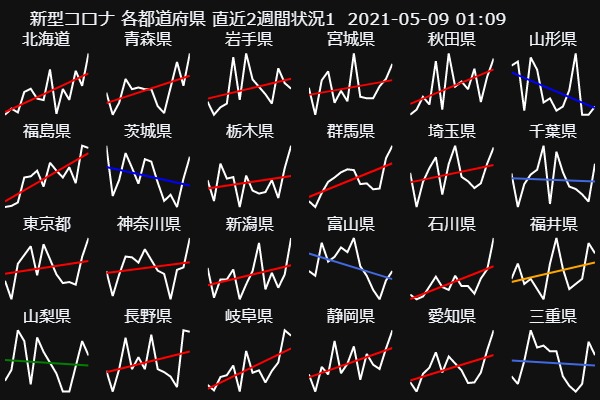 新型コロナ 各都道府県 直近2週間状況1 2021-05-09 01:09
北海道 青森県 岩手県 宮城県 秋田県 山形県
福島県 茨城県 栃木県 群馬県 埼玉県 千葉県
東京都 神奈川県 新潟県 富山県 石川県 福井県
山梨県 長野県 岐阜県 静岡県 愛知県 三重県